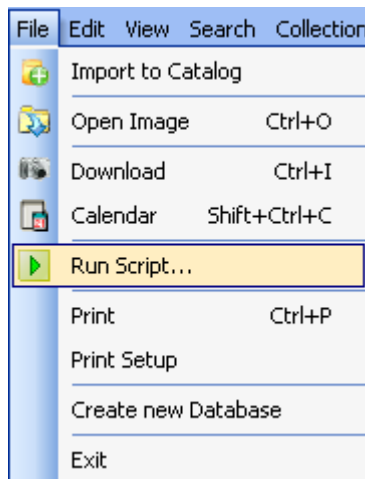 File Edit View Search Collection
Import to Catalog
Open Image Ctrl+O
Download Ctrl+I
Calendar Shift+Ctrl+C
Run Script...
Print Ctrl+P
Print Setup
Create new Database
Exit